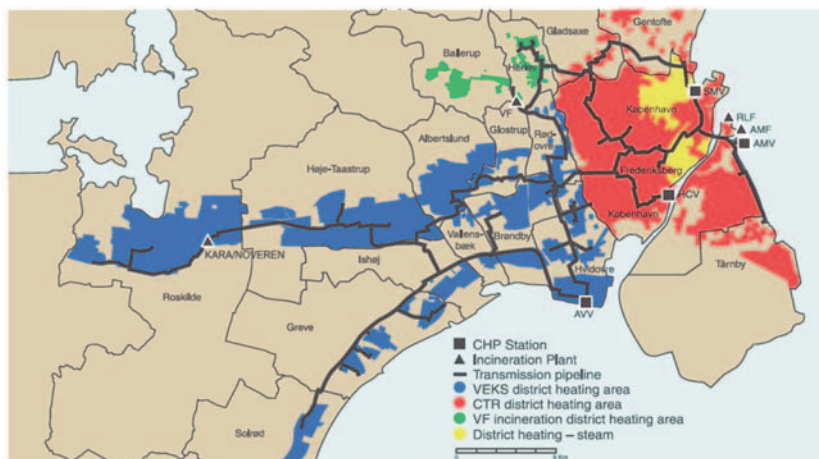 Gentofte
Gladsaxe
Ballerup
Herlev
København
SMV
VF
RLF
AMF
AMV
Albertslund
Glostrup
Rød-
ovre
Høje-Taastrup
Frederiksberg
HCV
København
Vallens-
bæk
Brøndby
KARA/NOVEREN
Ishøj
Hvidovre
Tårnby
Roskilde
AVV
Greve
Solrød
CHP Station
Incineration Plant
Transmission pipeline
VEKS district heating area
CTR district heating area
VF incineration district heating area
District heating – steam